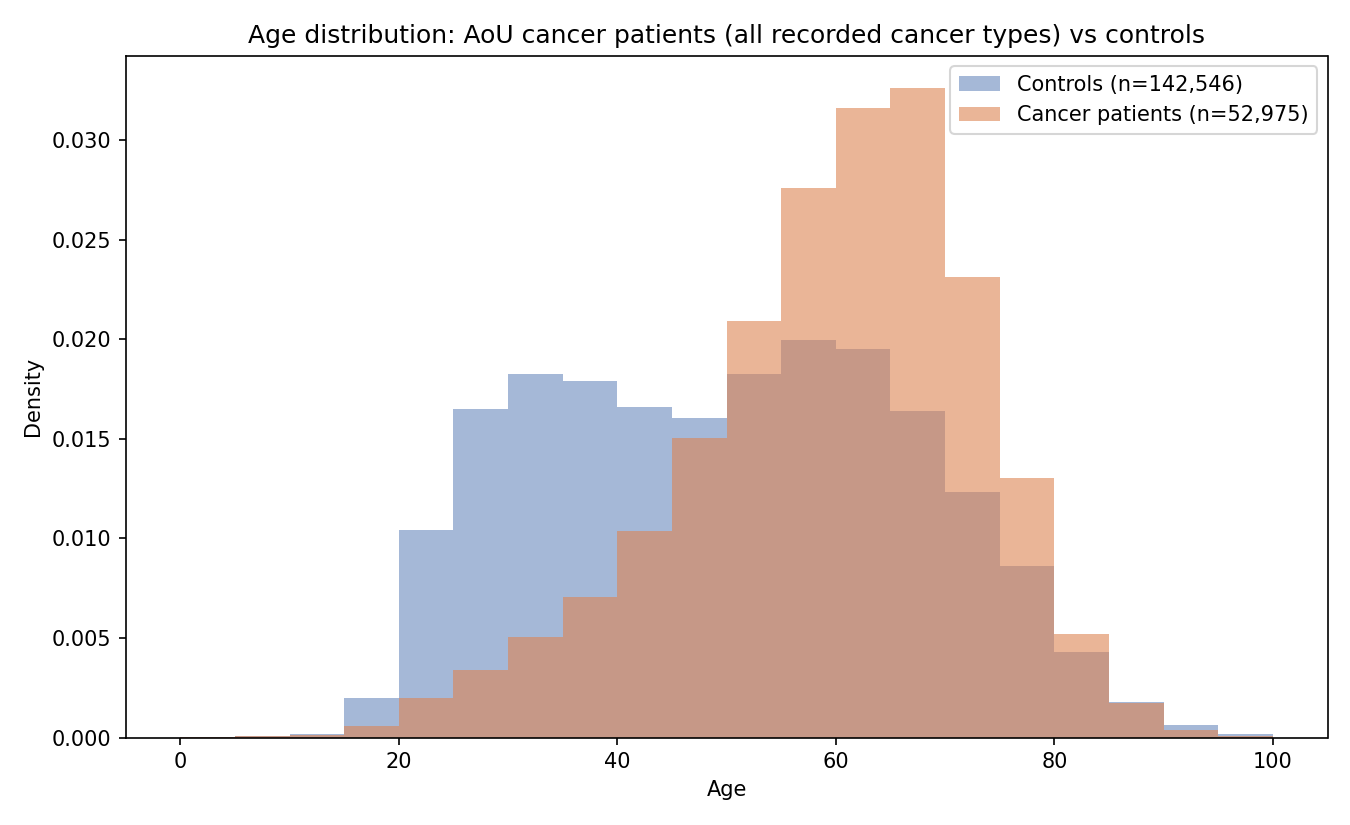 Age distribution: AoU cancer patients (all recorded cancer types) vs controls
Controls (n=142,546)
Cancer patients (n=52,975)
Density
0.030
0.025
0.020
0.015
0.010
0.005
0.000
0
20
40
60
80
100
Age